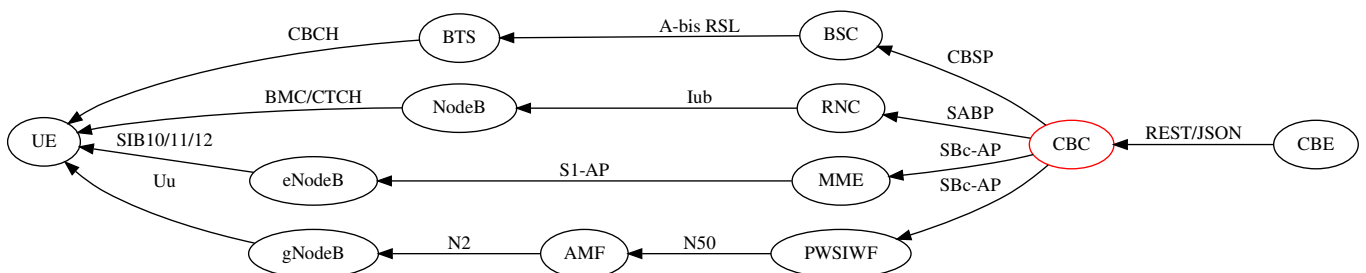 CBCH
BTS
A-bis RSL
BSC
CBSP
BMC/CTCH
NodeB
Iub
RNC
SABP
UE
SIB10/11/12
CBC
REST/JSON
CBE
SBc-AP
Uu
eNodeB
S1-AP
MME
SBc-AP
gNodeB
N2
AMF
N50
PWSIWF